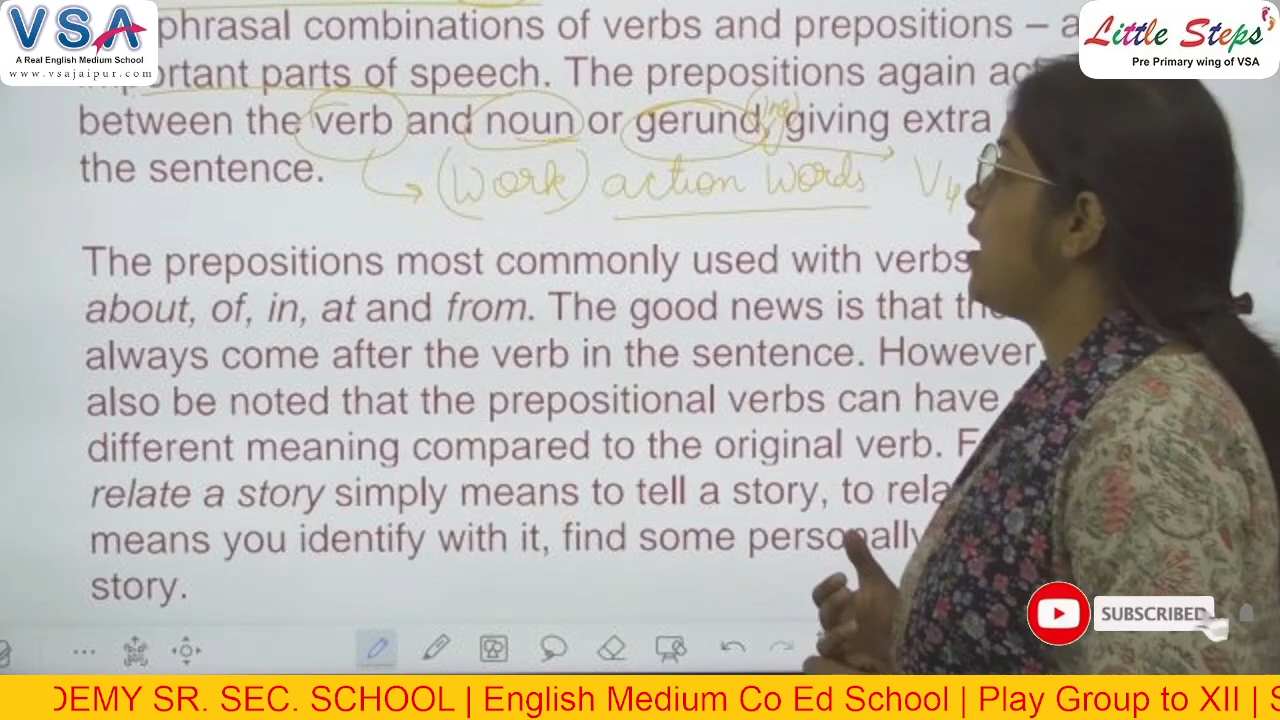 VSA
A Real English Medium School
www.vsajaipur.com
Little Steps
Pre Primary wing of VSA
phrasal combinations of verbs and prepositions – a
ortant parts of speech. The prepositions again act
between the verb and noun or gerund, giving extra
the sentence.
ing
(work) action words V4
The prepositions most commonly used with verbs
about, of, in, at and from. The good news is that the
always come after the verb in the sentence. However,
also be noted that the prepositional verbs can have
different meaning compared to the original verb. F
relate a story simply means to tell a story, to rela
means you identify with it, find some personally
story.
SUBSCRIBED
DEMY SR. SEC. SCHOOL | English Medium Co Ed School | Play Group to XII | S